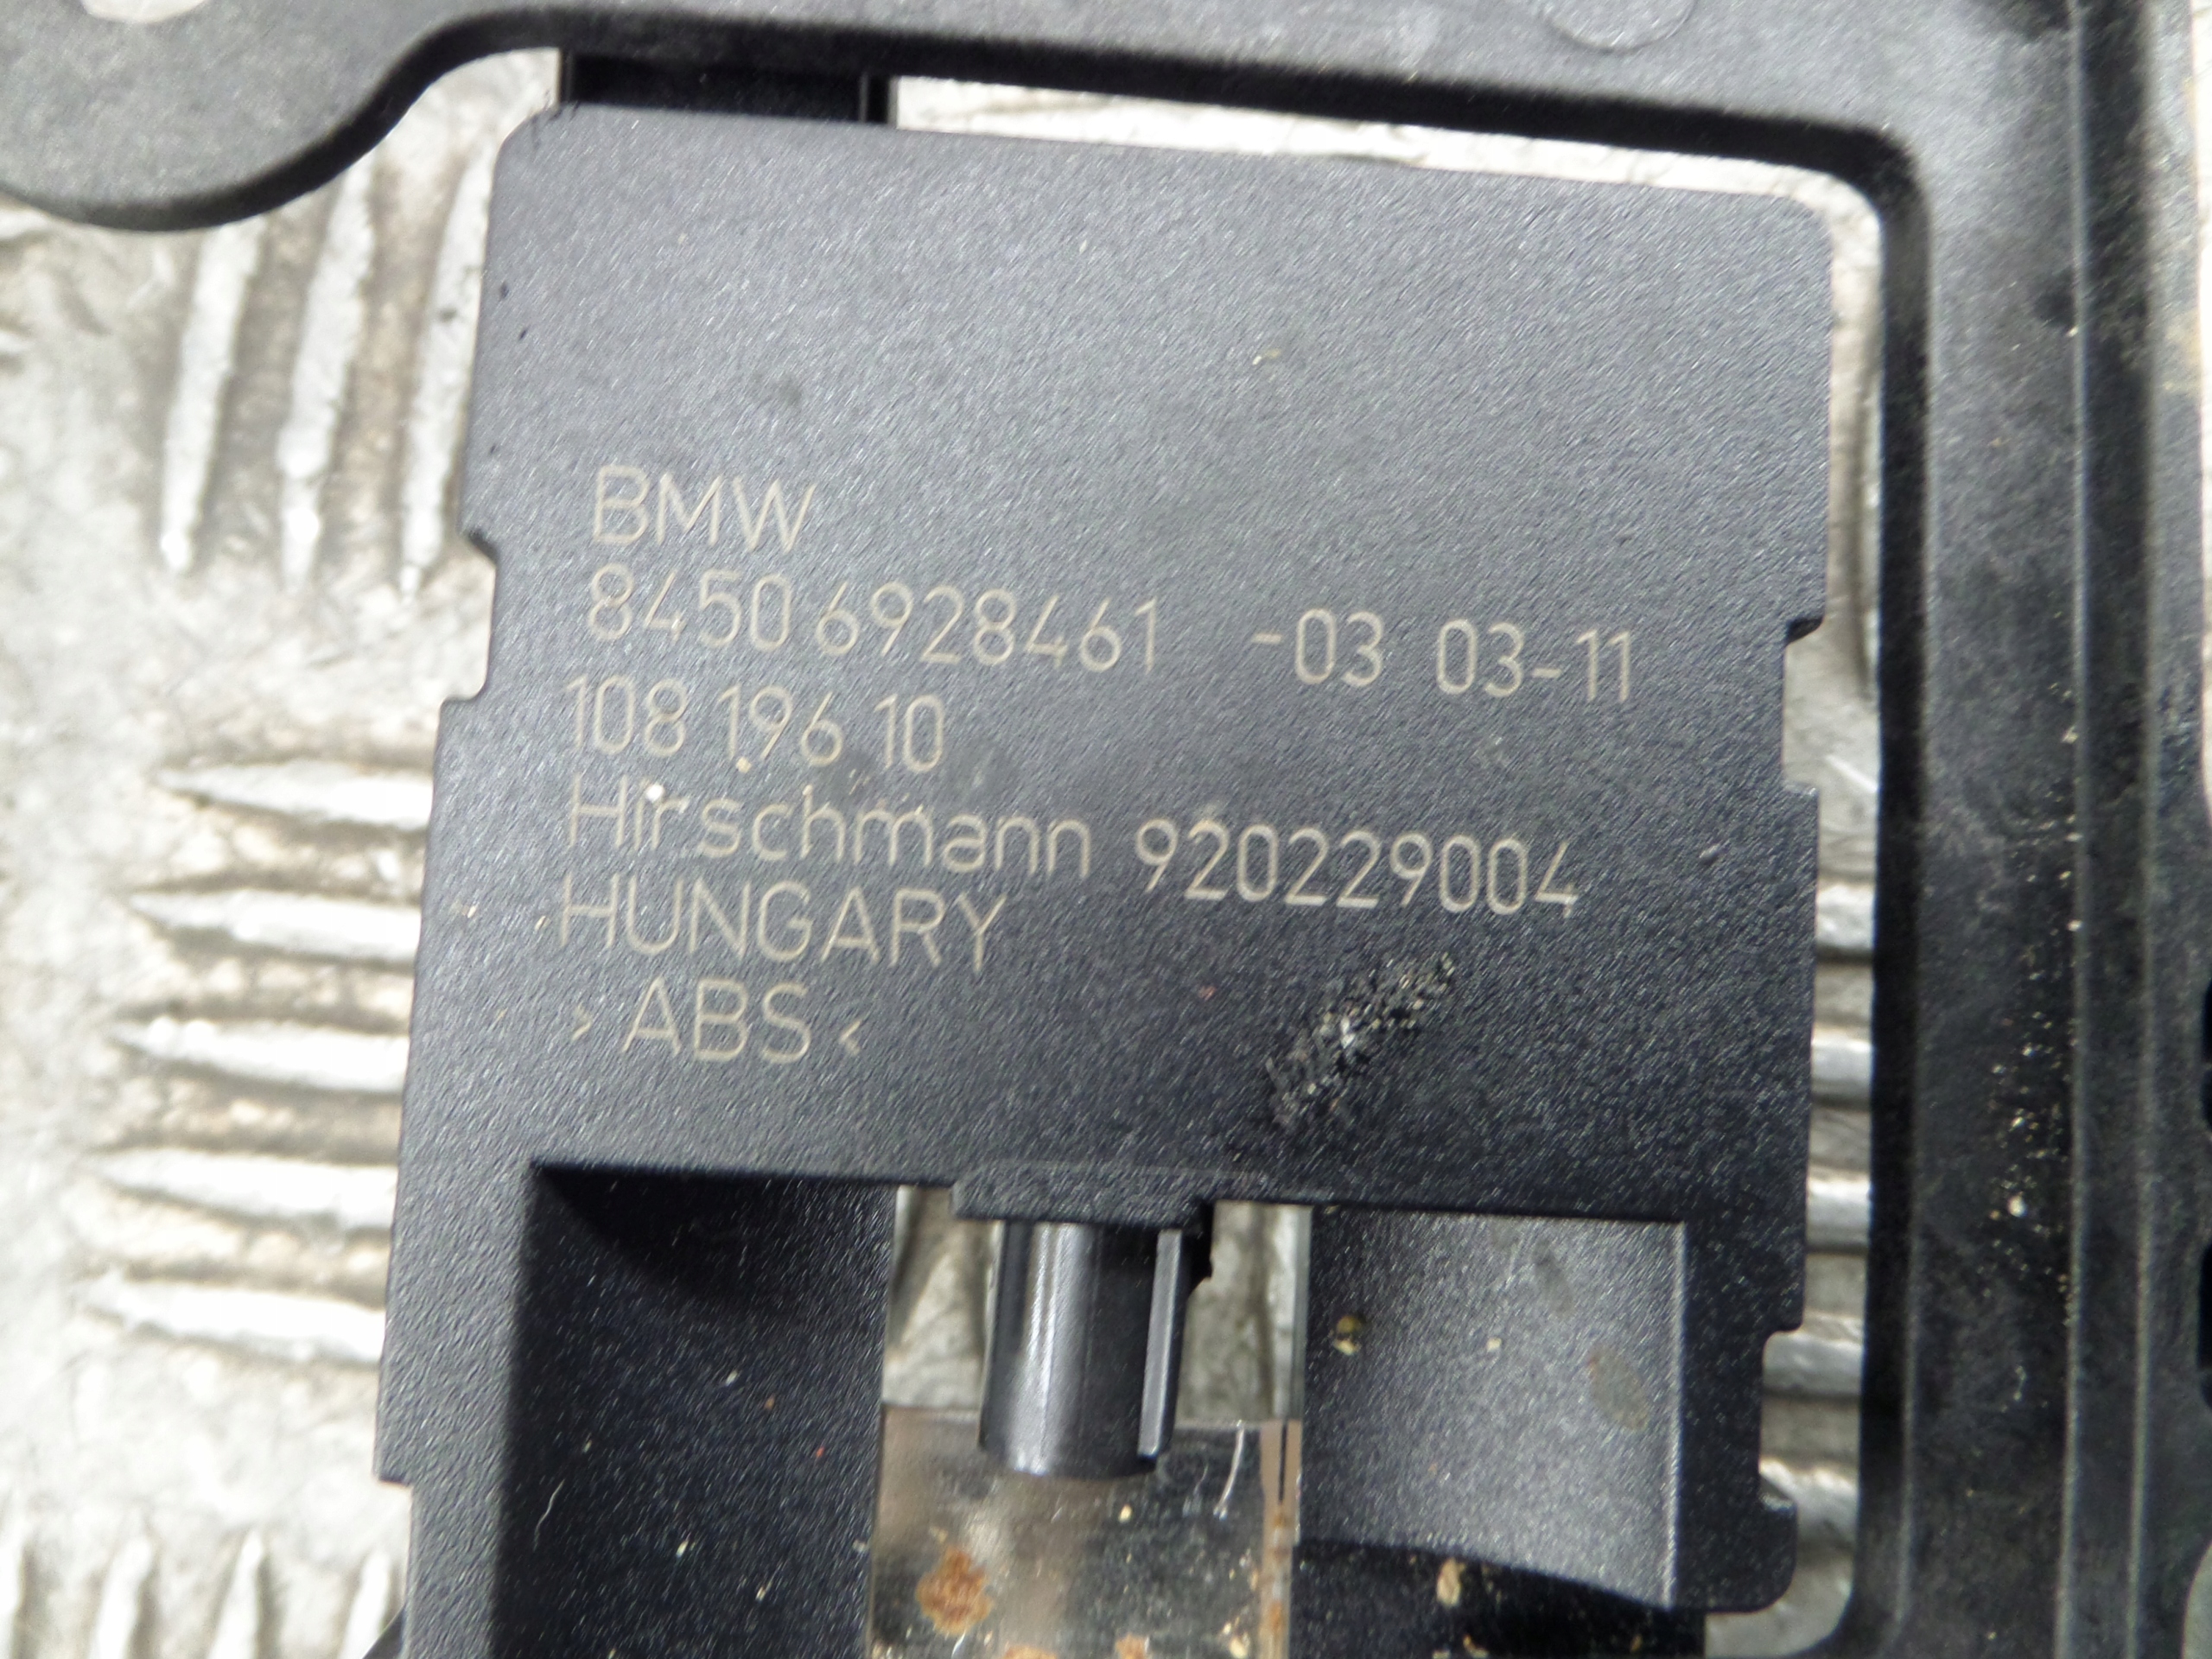 BMW
8450 6928461 -03 03-11
108 196 10
Hirschmann 920229004
HUNGARY
>ABS<